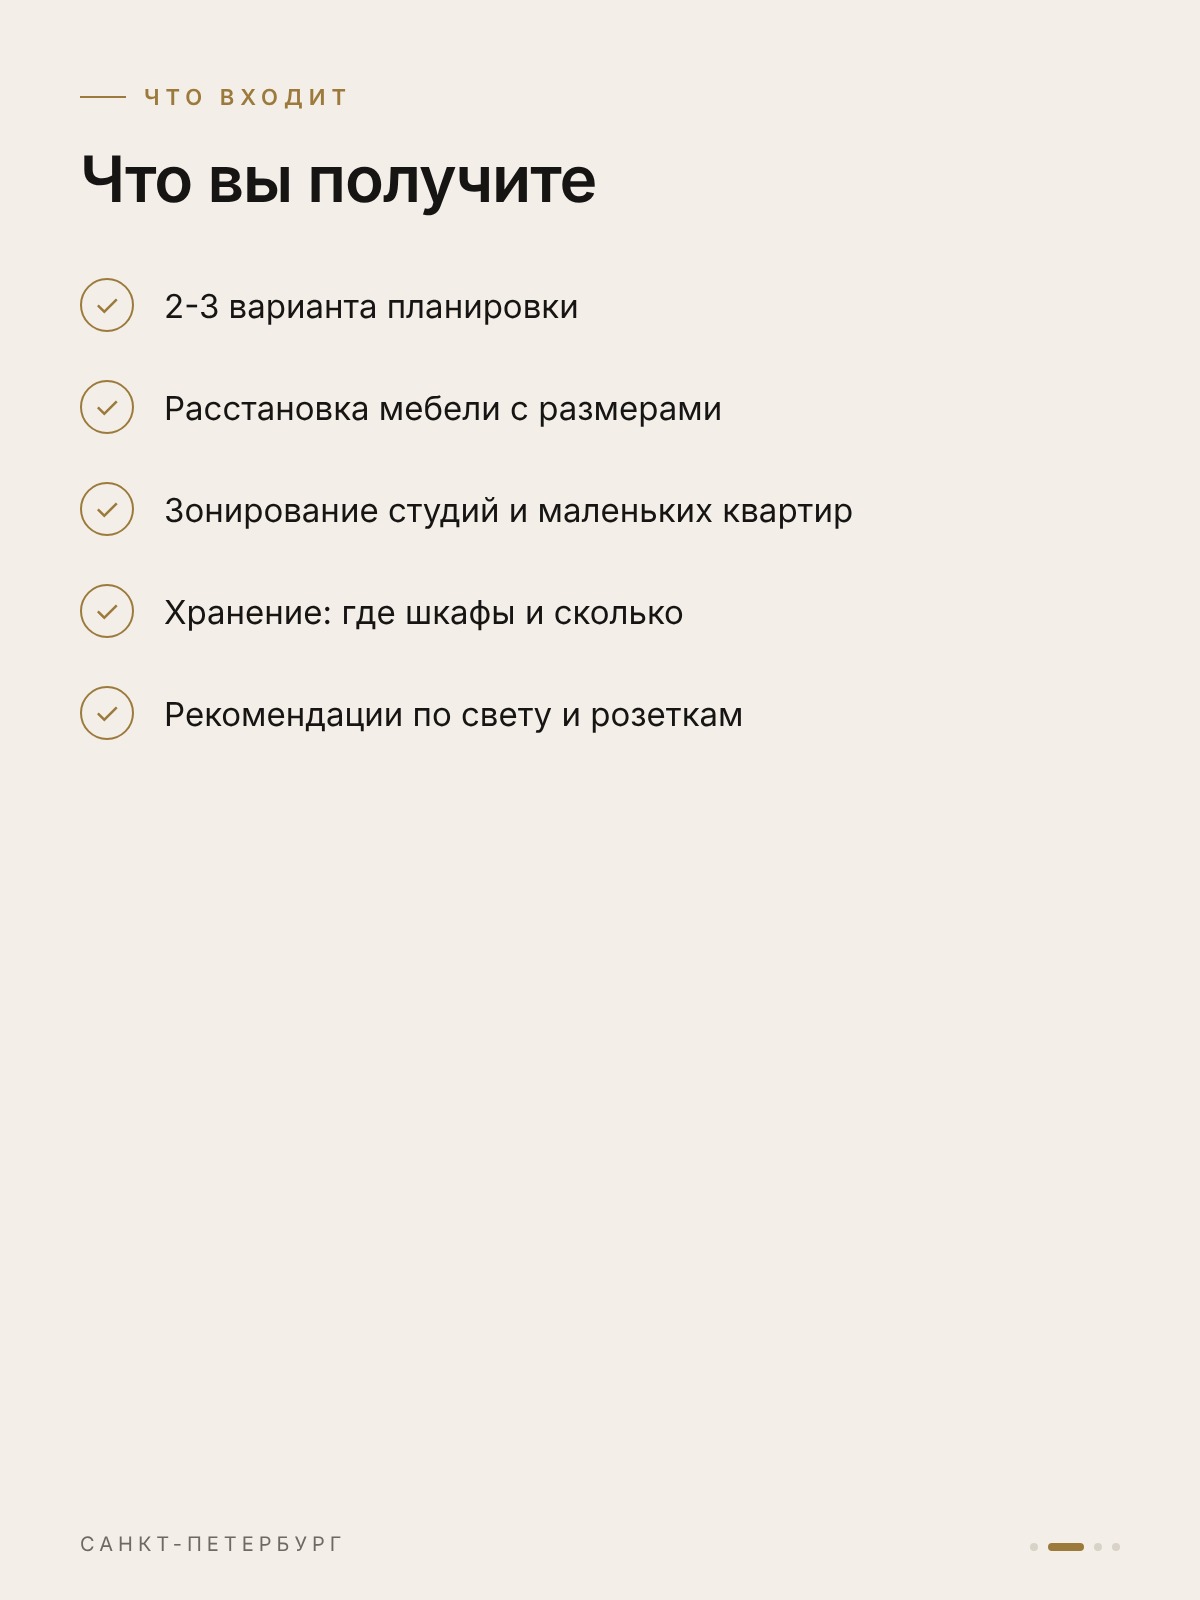 ЧТО ВХОДИТ
Что вы получите
2-3 варианта планировки
Расстановка мебели с размерами
Зонирование студий и маленьких квартир
Хранение: где шкафы и сколько
Рекомендации по свету и розеткам
САНКТ-ПЕТЕРБУРГ